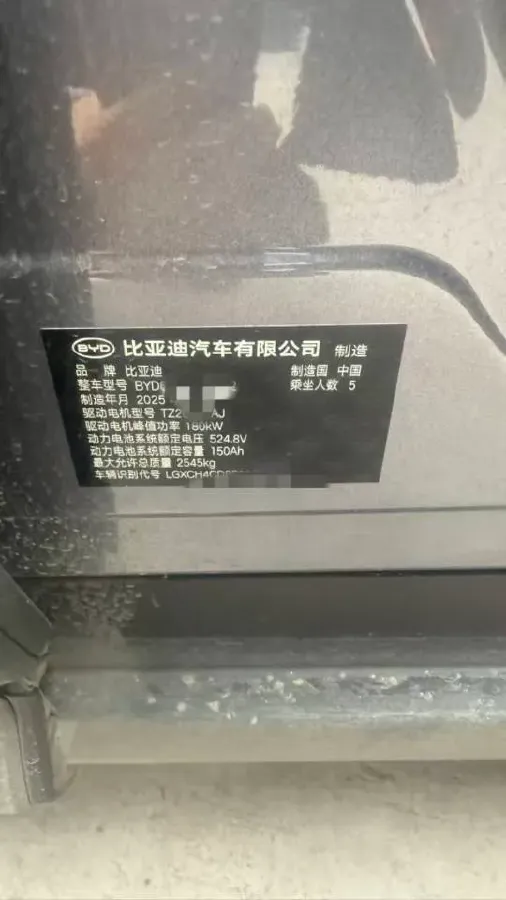 BYD 比亚迪汽车有限公司 制造
品 牌 比亚迪 制造国 中国
整车型号 BYD 乘坐人数 5
制造年月 2025
驱动电机型号 TZ2 AJ
驱动电机峰值功率 160kW
动力电池系统额定电压 524.8V
动力电池系统额定容量 150Ah
最大允许总质量 2545kg
车辆识别代号 LGXCH4CD